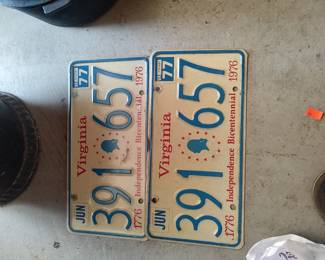 Virginia
JUN
77
391 657
1776 Independence Bicentennial 1976
Virginia
JUN
77
391 657
1776 Independence Bicentennial 1976